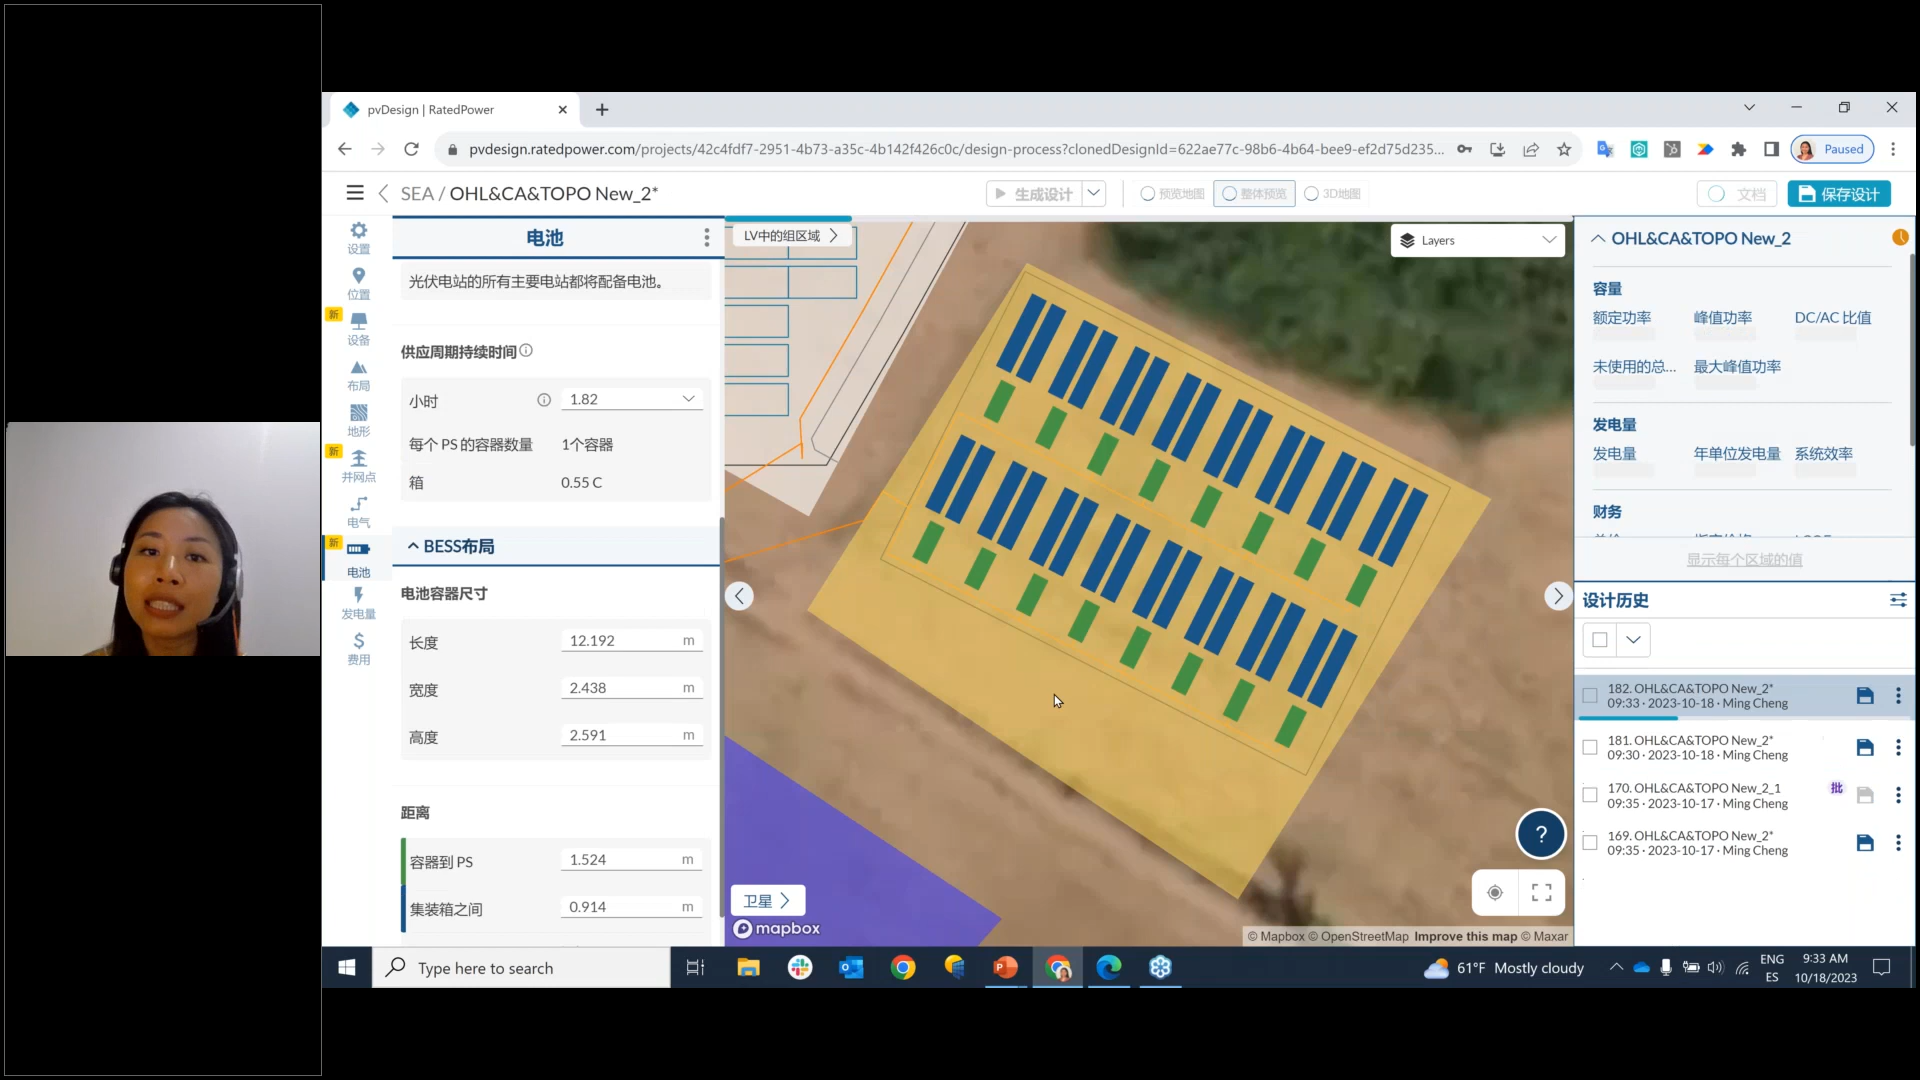 pvDesign | RatedPower
pvdesign.ratedpower.com/projects/42c4fdf7-2951-4b73-a35c-4b142f426c0c/design-process?clonedDesignId=622ae77c-98b6-4b64-bee9-ef2d75d235...
Paused
SEA / OHL&CA&TOPO New_2*
生成设计
预览地图
整体预览
3D地图
文档
保存设计
设置
位置
新
设备
布局
地形
新
并网点
电气
新
电池
发电量
费用
电池
光伏电站的所有主要电站都将配备电池。
供应周期持续时间
小时 1.82
每个 PS 的容器数量 1个容器
箱 0.55 C
BESS布局
电池容器尺寸
长度 12.192 m
宽度 2.438 m
高度 2.591 m
距离
容器到 PS 1.524 m
集装箱之间 0.914 m
LV中的组区域
Layers
卫星
mapbox
?
© Mapbox © OpenStreetMap Improve this map © Maxar
OHL&CA&TOPO New_2
容量
额定功率 峰值功率 DC/AC 比值
未使用的总... 最大峰值功率
发电量
发电量 年单位发电量 系统效率
财务
显示每个区域的值
设计历史
182. OHL&CA&TOPO New_2*
09:33 · 2023-10-18 · Ming Cheng
181. OHL&CA&TOPO New_2*
09:30 · 2023-10-18 · Ming Cheng
170. OHL&CA&TOPO New_2_1
批
09:35 · 2023-10-17 · Ming Cheng
169. OHL&CA&TOPO New_2*
09:35 · 2023-10-17 · Ming Cheng
Type here to search
61°F Mostly cloudy
ENG
ES
9:33 AM
10/18/2023